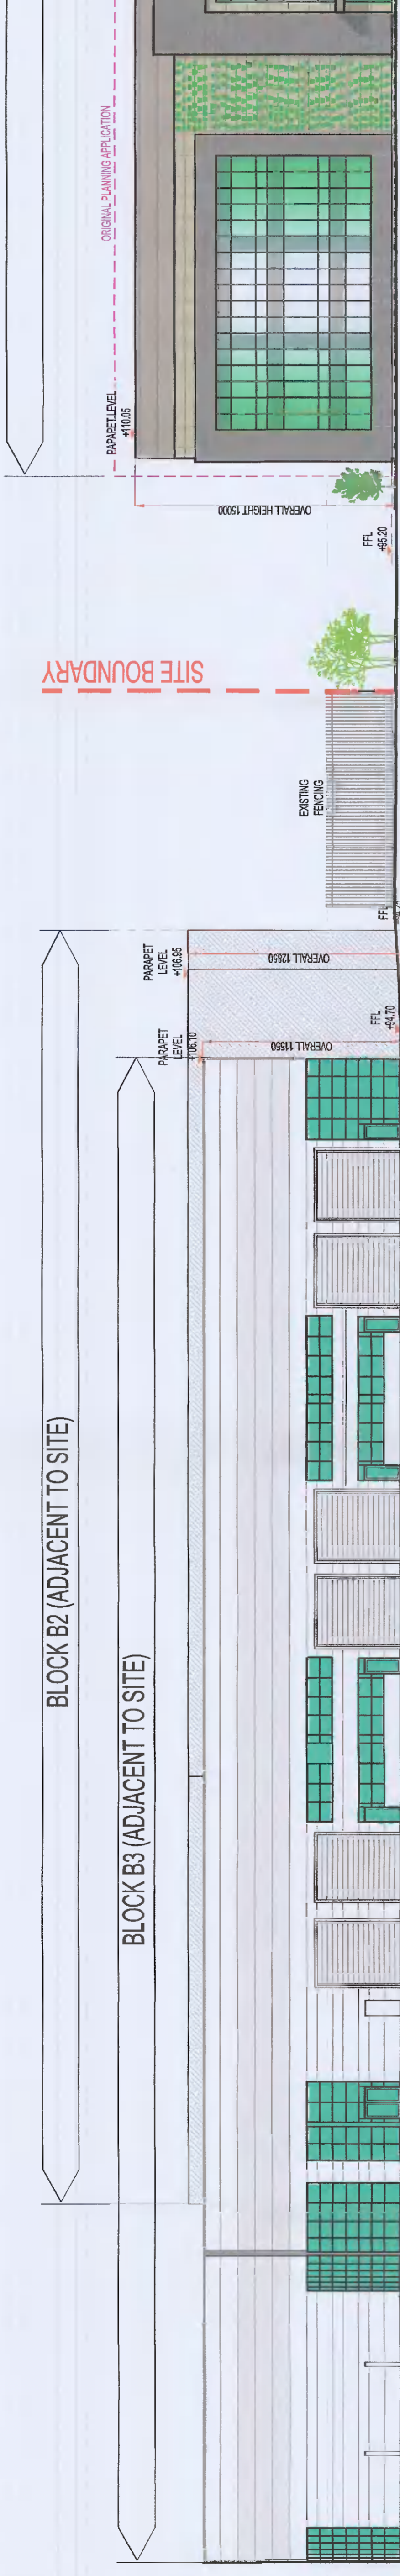 ORIGINAL PLANNING APPLICATION
PARAPET LEVEL
+110.05
OVERALL HEIGHT 15000
FFL
+95.20
SITE BOUNDARY
EXISTING
FENCING
FFL
PARAPET
LEVEL
+106.95
OVERALL 12850
PARAPET
LEVEL
+106.10
OVERALL 11550
FFL
+94.70
BLOCK B2 (ADJACENT TO SITE)
BLOCK B3 (ADJACENT TO SITE)